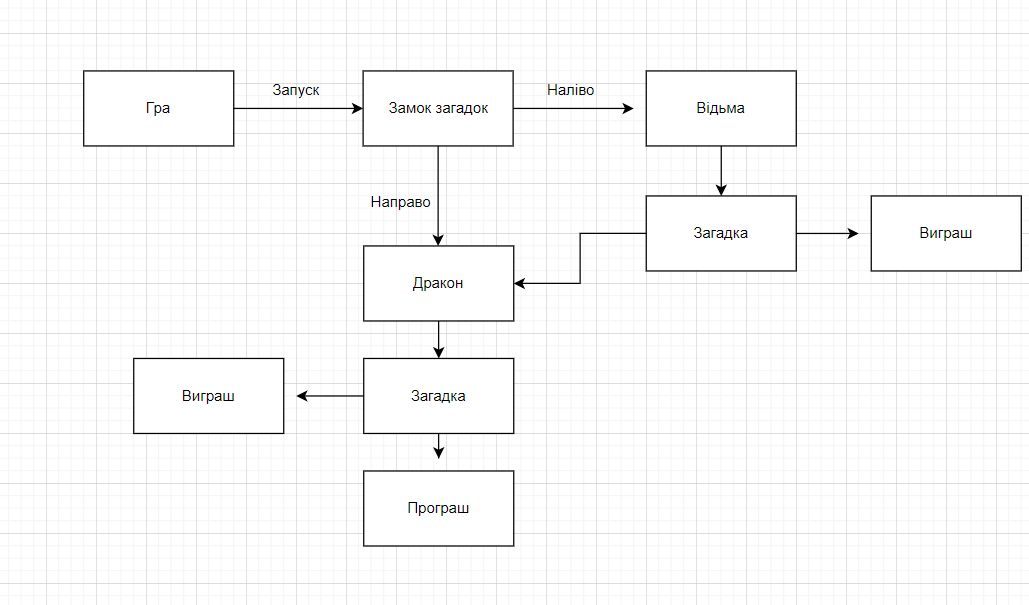 Гра
Запуск
Замок загадок
Наліво
Відьма
Направо
Загадка
Виграш
Дракон
Виграш
Загадка
Програш